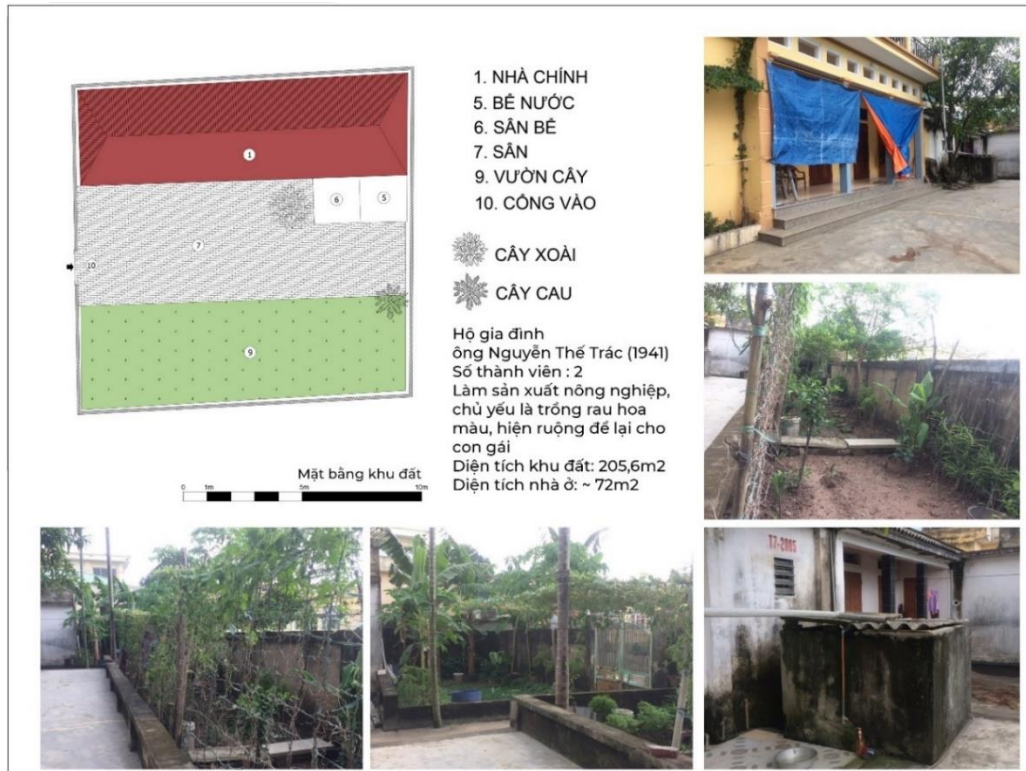 1. NHÀ CHÍNH
5. BỂ NƯỚC
6. SÂN BỂ
7. SÂN
9. VƯỜN CÂY
10. CỔNG VÀO
CÂY XOÀI
CÂY CAU
Hộ gia đình
ông Nguyễn Thế Trác (1941)
Số thành viên : 2
Làm sản xuất nông nghiệp,
chủ yếu là trồng rau hoa
màu, hiện ruộng để lại cho
con gái
Diện tích khu đất: 205,6m2
Diện tích nhà ở: ~ 72m2
1
6
5
7
10
9
Mặt bằng khu đất
0 1m 5m 10m
T7-2005